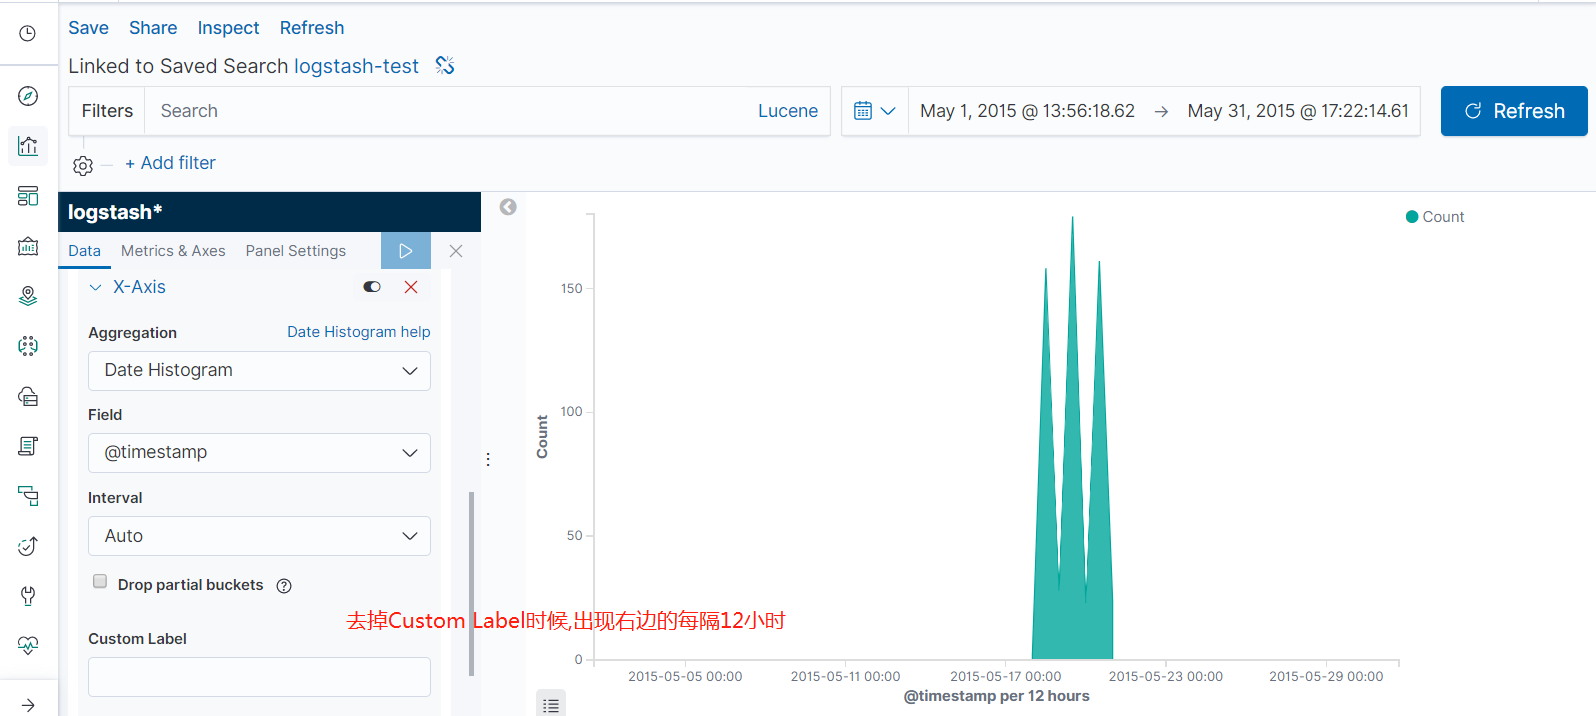 Save Share Inspect Refresh
Linked to Saved Search logstash-test
Filters Search Lucene May 1, 2015 @ 13:56:18.62 → May 31, 2015 @ 17:22:14.61 Refresh
+ Add filter
logstash*
Data Metrics & Axes Panel Settings
X-Axis
Aggregation Date Histogram help
Date Histogram
Field
@timestamp
Interval
Auto
Drop partial buckets
去掉Custom Label时候,出现右边的每隔12小时
Custom Label
Count
Count
150
100
50
0
2015-05-05 00:00 2015-05-11 00:00 2015-05-17 00:00 2015-05-23 00:00 2015-05-29 00:00
@timestamp per 12 hours